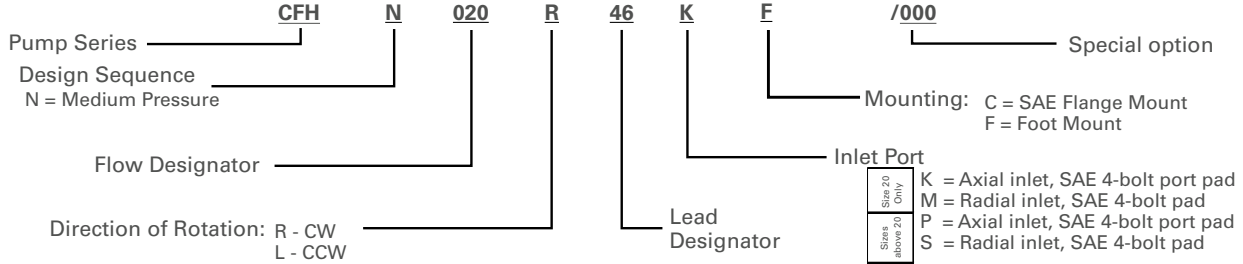 CFH N 020 R 46 K F /000
Pump Series
Special option
Design Sequence
N = Medium Pressure
Mounting: C = SAE Flange Mount
F = Foot Mount
Flow Designator
Inlet Port
Size 20
Only
K = Axial inlet, SAE 4-bolt port pad
M = Radial inlet, SAE 4-bolt pad
Sizes
above 20
P = Axial inlet, SAE 4-bolt port pad
S = Radial inlet, SAE 4-bolt pad
Lead
Designator
Direction of Rotation: R - CW
L - CCW